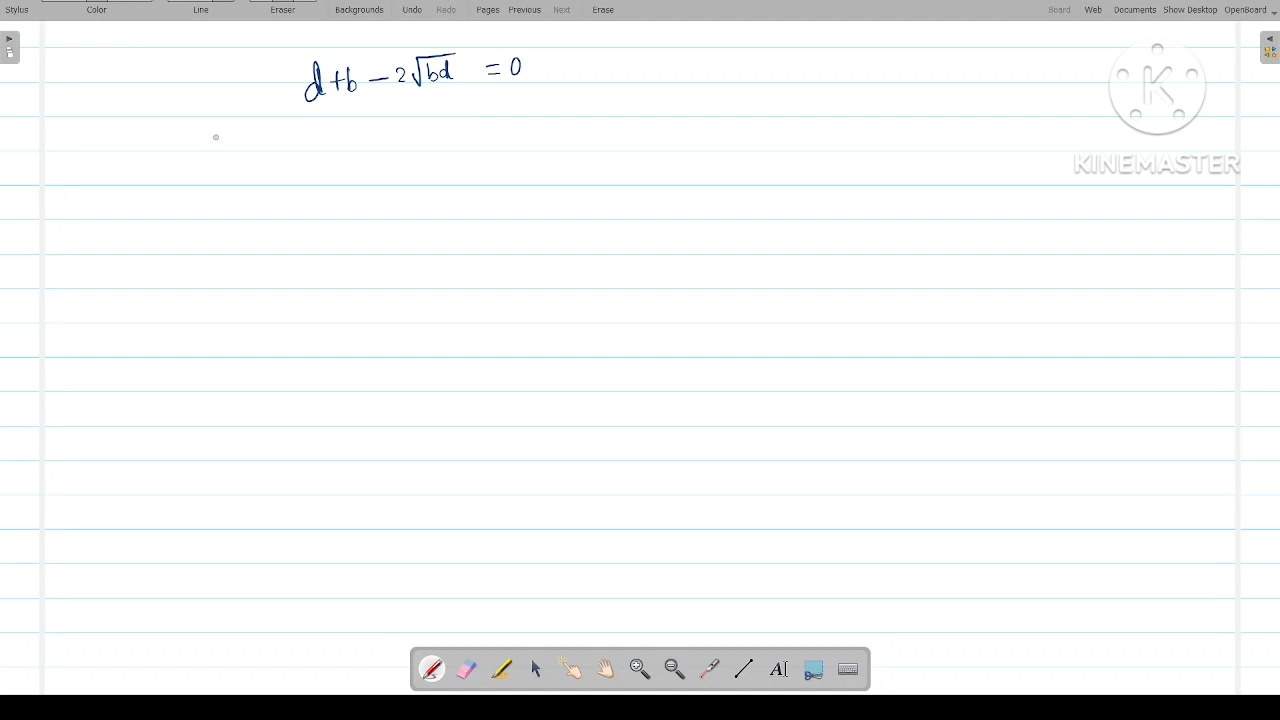 Stylus Color Line Eraser Backgrounds Undo Redo Pages Previous Next Erase Board Web Documents Show Desktop OpenBoard
d+b - 2√bd = 0
K
KINEMASTER
AI